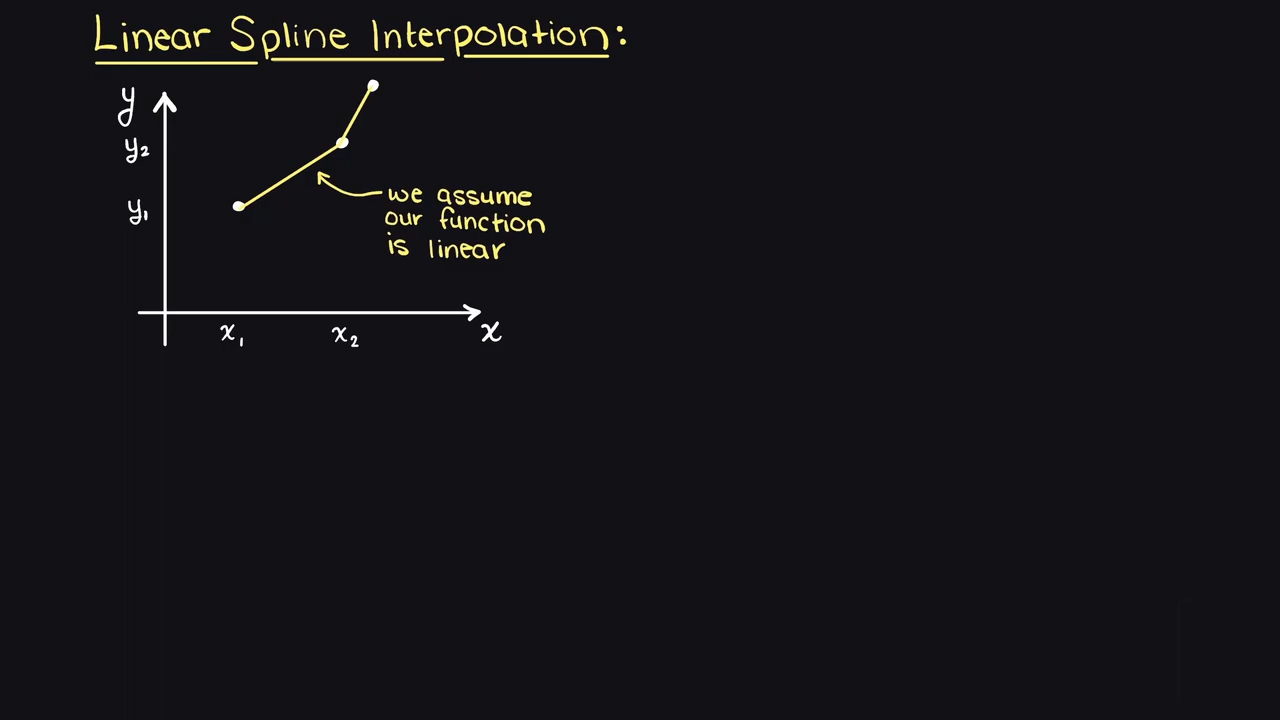 Linear Spline Interpolation:
y
y₂
y₁
we assume
our function
is linear
x₁ x₂ x